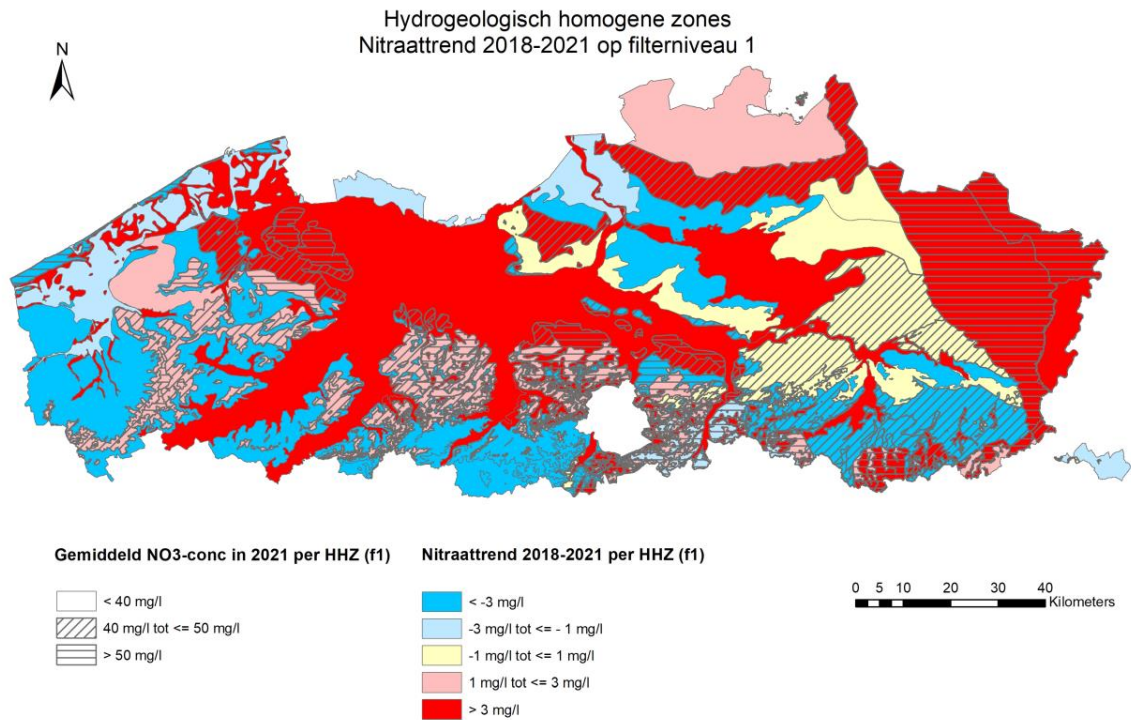 Hydrogeologisch homogene zones
Nitraattrend 2018-2021 op filterniveau 1
N
Gemiddeld NO3-conc in 2021 per HHZ (f1)
< 40 mg/l
40 mg/l tot <= 50 mg/l
> 50 mg/l
Nitraattrend 2018-2021 per HHZ (f1)
< -3 mg/l
-3 mg/l tot <= - 1 mg/l
-1 mg/l tot <= 1 mg/l
1 mg/l tot <= 3 mg/l
> 3 mg/l
0 5 10 20 30 40
Kilometers